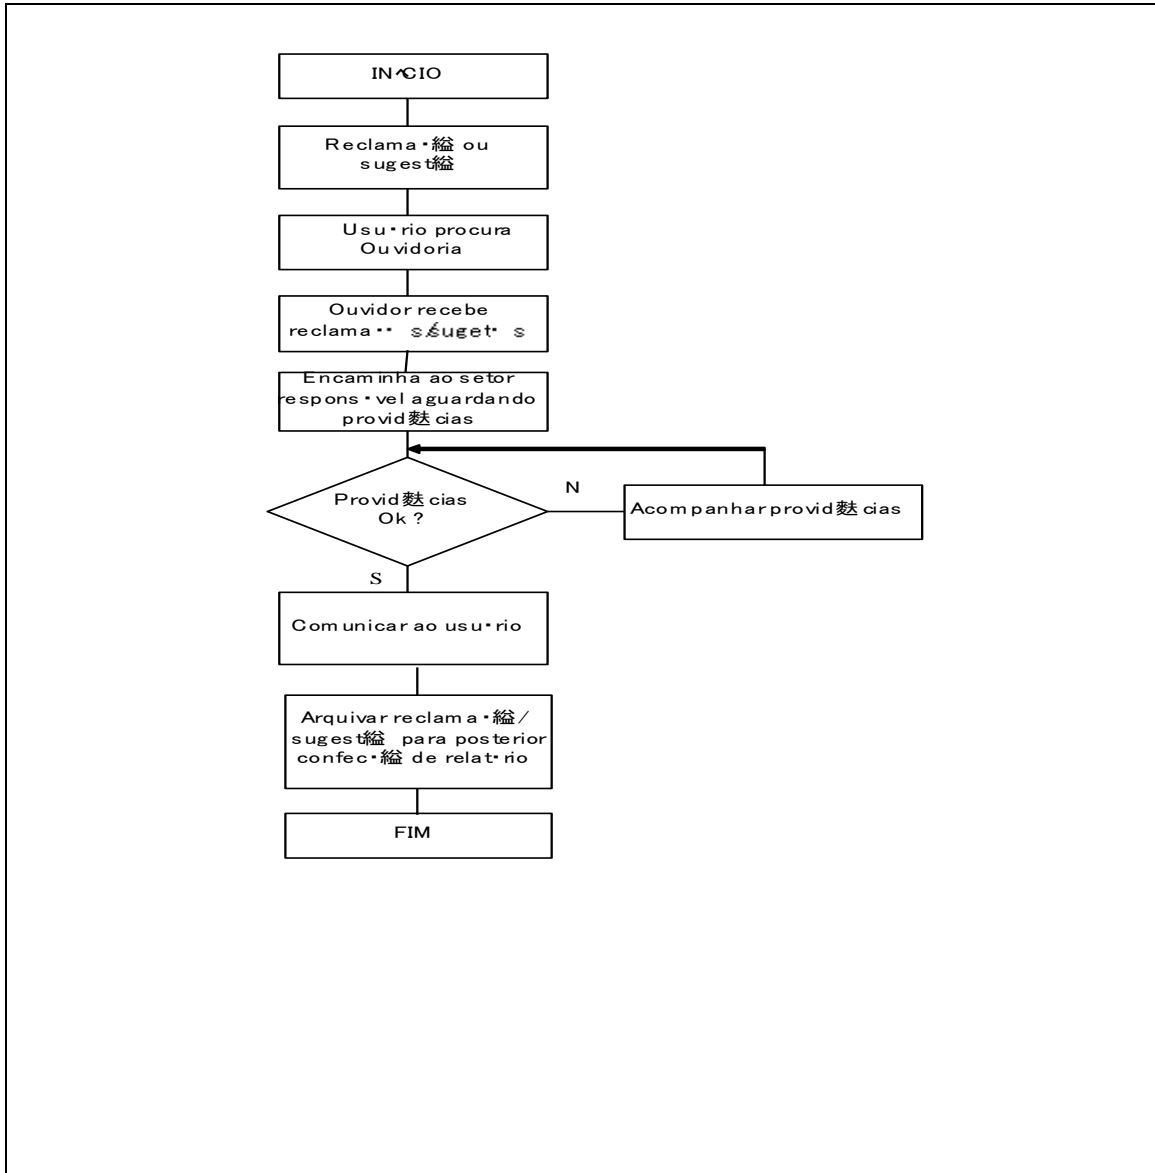 IN^CIO
Reclama・縊 ou
sugest縊
Usu・rio procura
Ouvidoria
Ouvidor recebe
reclama・・ s/suget・ s
Encaminha ao setor
respons・vel aguardando
provid麩cias
Provid麩cias
Ok?
N
Acompanhar provid麩cias
S
Comunicar ao usu・rio
Arquivar reclama・縊/
sugest縊 para posterior
confec・縊 de relat・rio
FIM